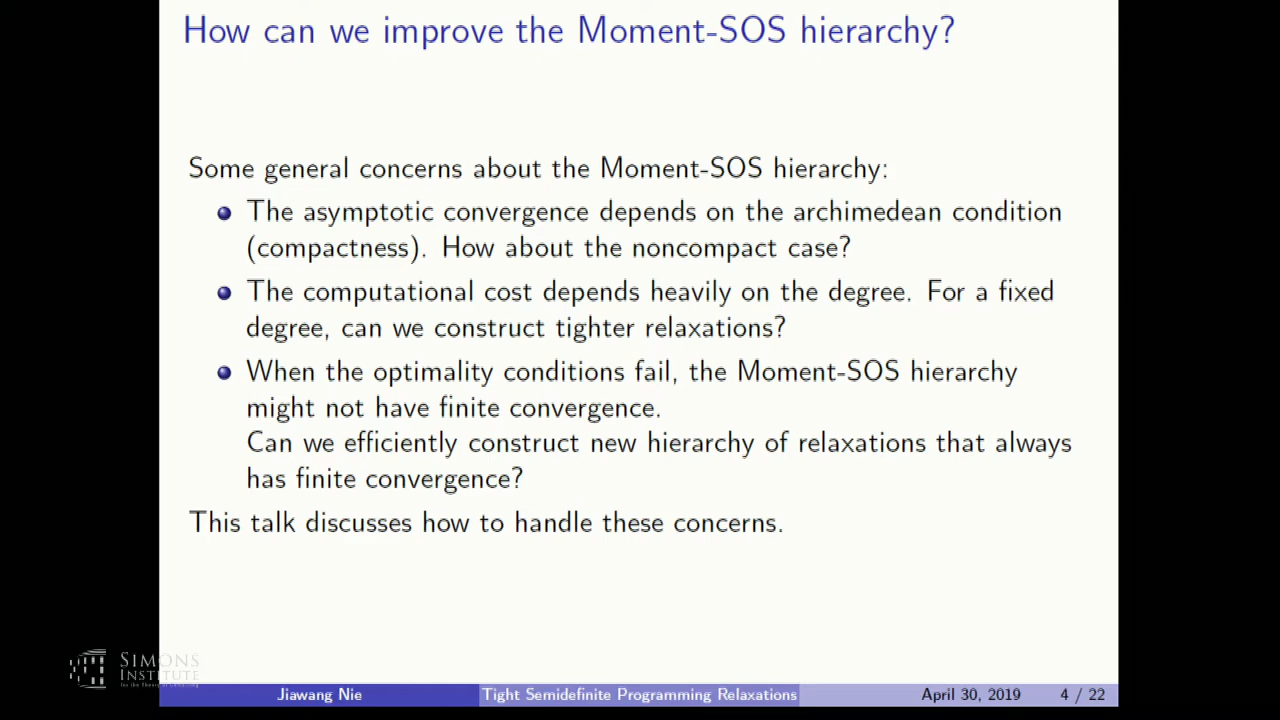 How can we improve the Moment-SOS hierarchy?
Some general concerns about the Moment-SOS hierarchy:
The asymptotic convergence depends on the archimedean condition
(compactness). How about the noncompact case?
The computational cost depends heavily on the degree. For a fixed
degree, can we construct tighter relaxations?
When the optimality conditions fail, the Moment-SOS hierarchy
might not have finite convergence.
Can we efficiently construct new hierarchy of relaxations that always
has finite convergence?
This talk discusses how to handle these concerns.
SIMONS
INSTITUTE
Jiawang Nie Tight Semidefinite Programming Relaxations April 30, 2019 4 / 22